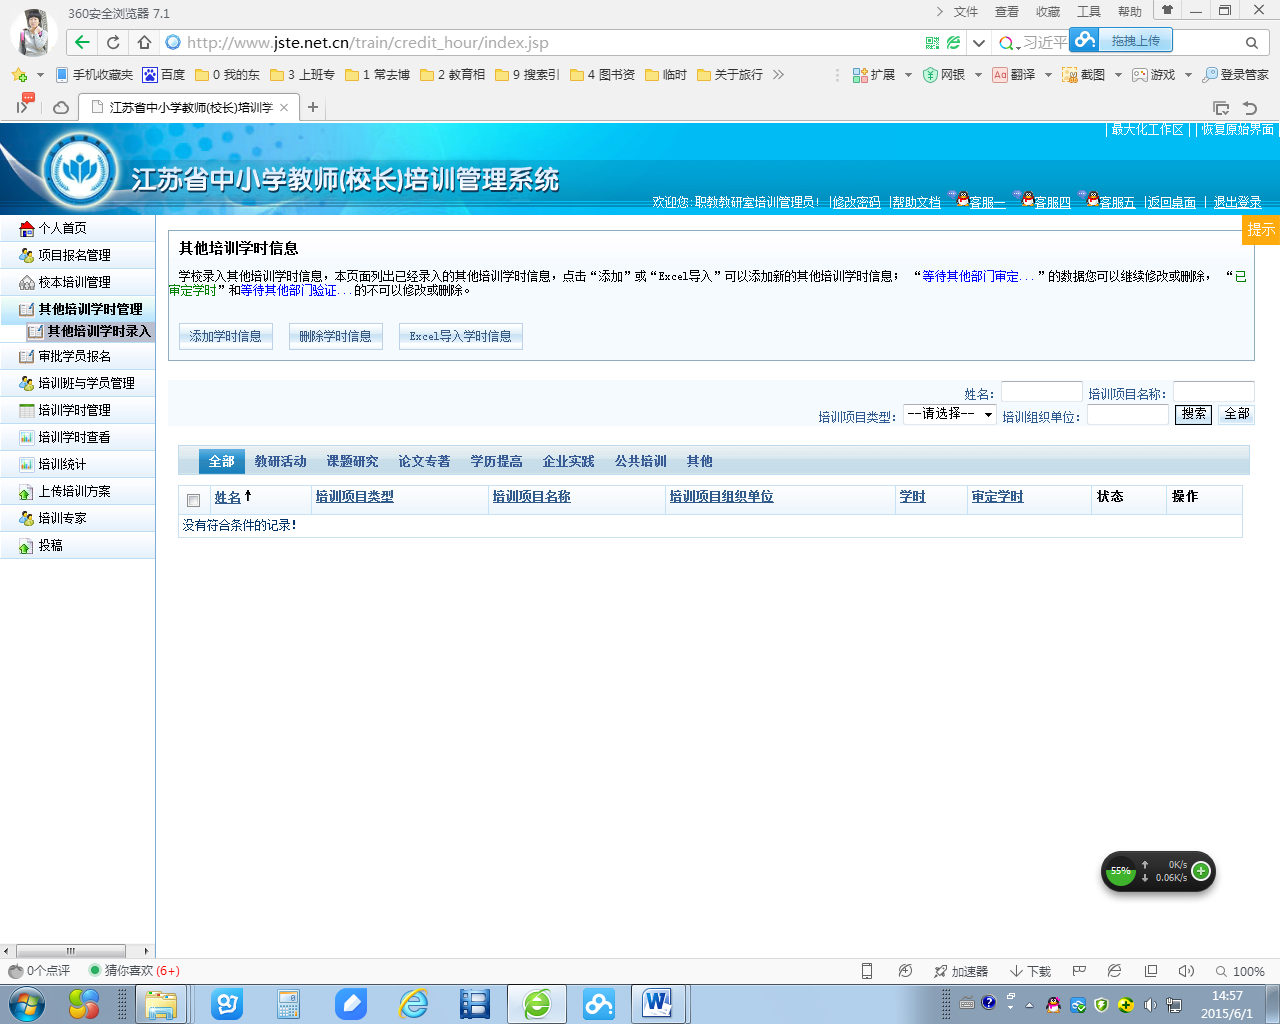 360安全浏览器 7.1
文件 查看 收藏 工具 帮助
http://www.jste.net.cn/train/credit_hour/index.jsp
习近平
拖拽上传
手机收藏夹 百度 0 我的东 3 上班专 1 常去博 2 教育相 9 搜索引 4 图书资 临时 关于旅行
扩展 网银 翻译 截图 游戏 登录管家
江苏省中小学教师(校长)培训学
| 最大化工作区 | | 恢复原始界面
江苏省中小学教师(校长)培训管理系统
欢迎您:职教教研室培训管理员! |修改密码 |帮助文档 客服一 客服四 客服五 |返回桌面 | 退出登录
提示
个人首页
项目报名管理
校本培训管理
其他培训学时管理
其他培训学时录入
审批学员报名
培训班与学员管理
培训学时管理
培训学时查看
培训统计
上传培训方案
培训专家
投稿
其他培训学时信息
学校录入其他培训学时信息，本页面列出已经录入的其他培训学时信息，点击“添加”或“Excel导入”可以添加新的其他培训学时信息； “等待其他部门审定...”的数据您可以继续修改或删除， “已
审定学时”和等待其他部门验证...的不可以修改或删除。
添加学时信息 删除学时信息 Excel导入学时信息
姓名： 培训项目名称：
培训项目类型： --请选择-- 培训组织单位： 搜索 全部
全部 教研活动 课题研究 论文专著 学历提高 企业实践 公共培训 其他
姓名 培训项目类型 培训项目名称 培训项目组织单位 学时 审定学时 状态 操作
没有符合条件的记录!
55% 0K/s
0.06K/s
0个点评 猜你喜欢 (6+)
加速器 下载 100%
14:57
2015/6/1